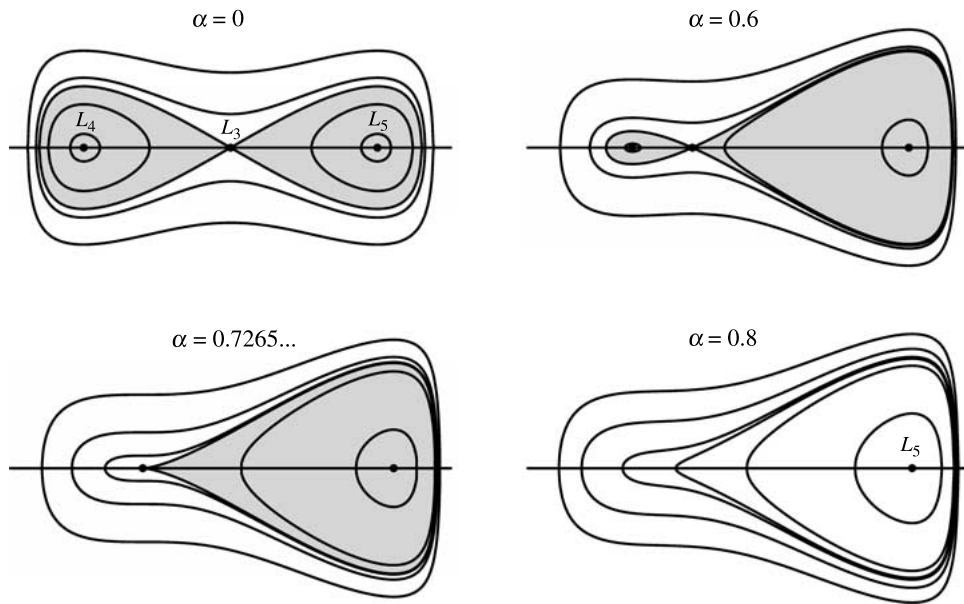 α = 0
α = 0.6
L₄
L₃
L₅
α = 0.7265...
α = 0.8
L₅